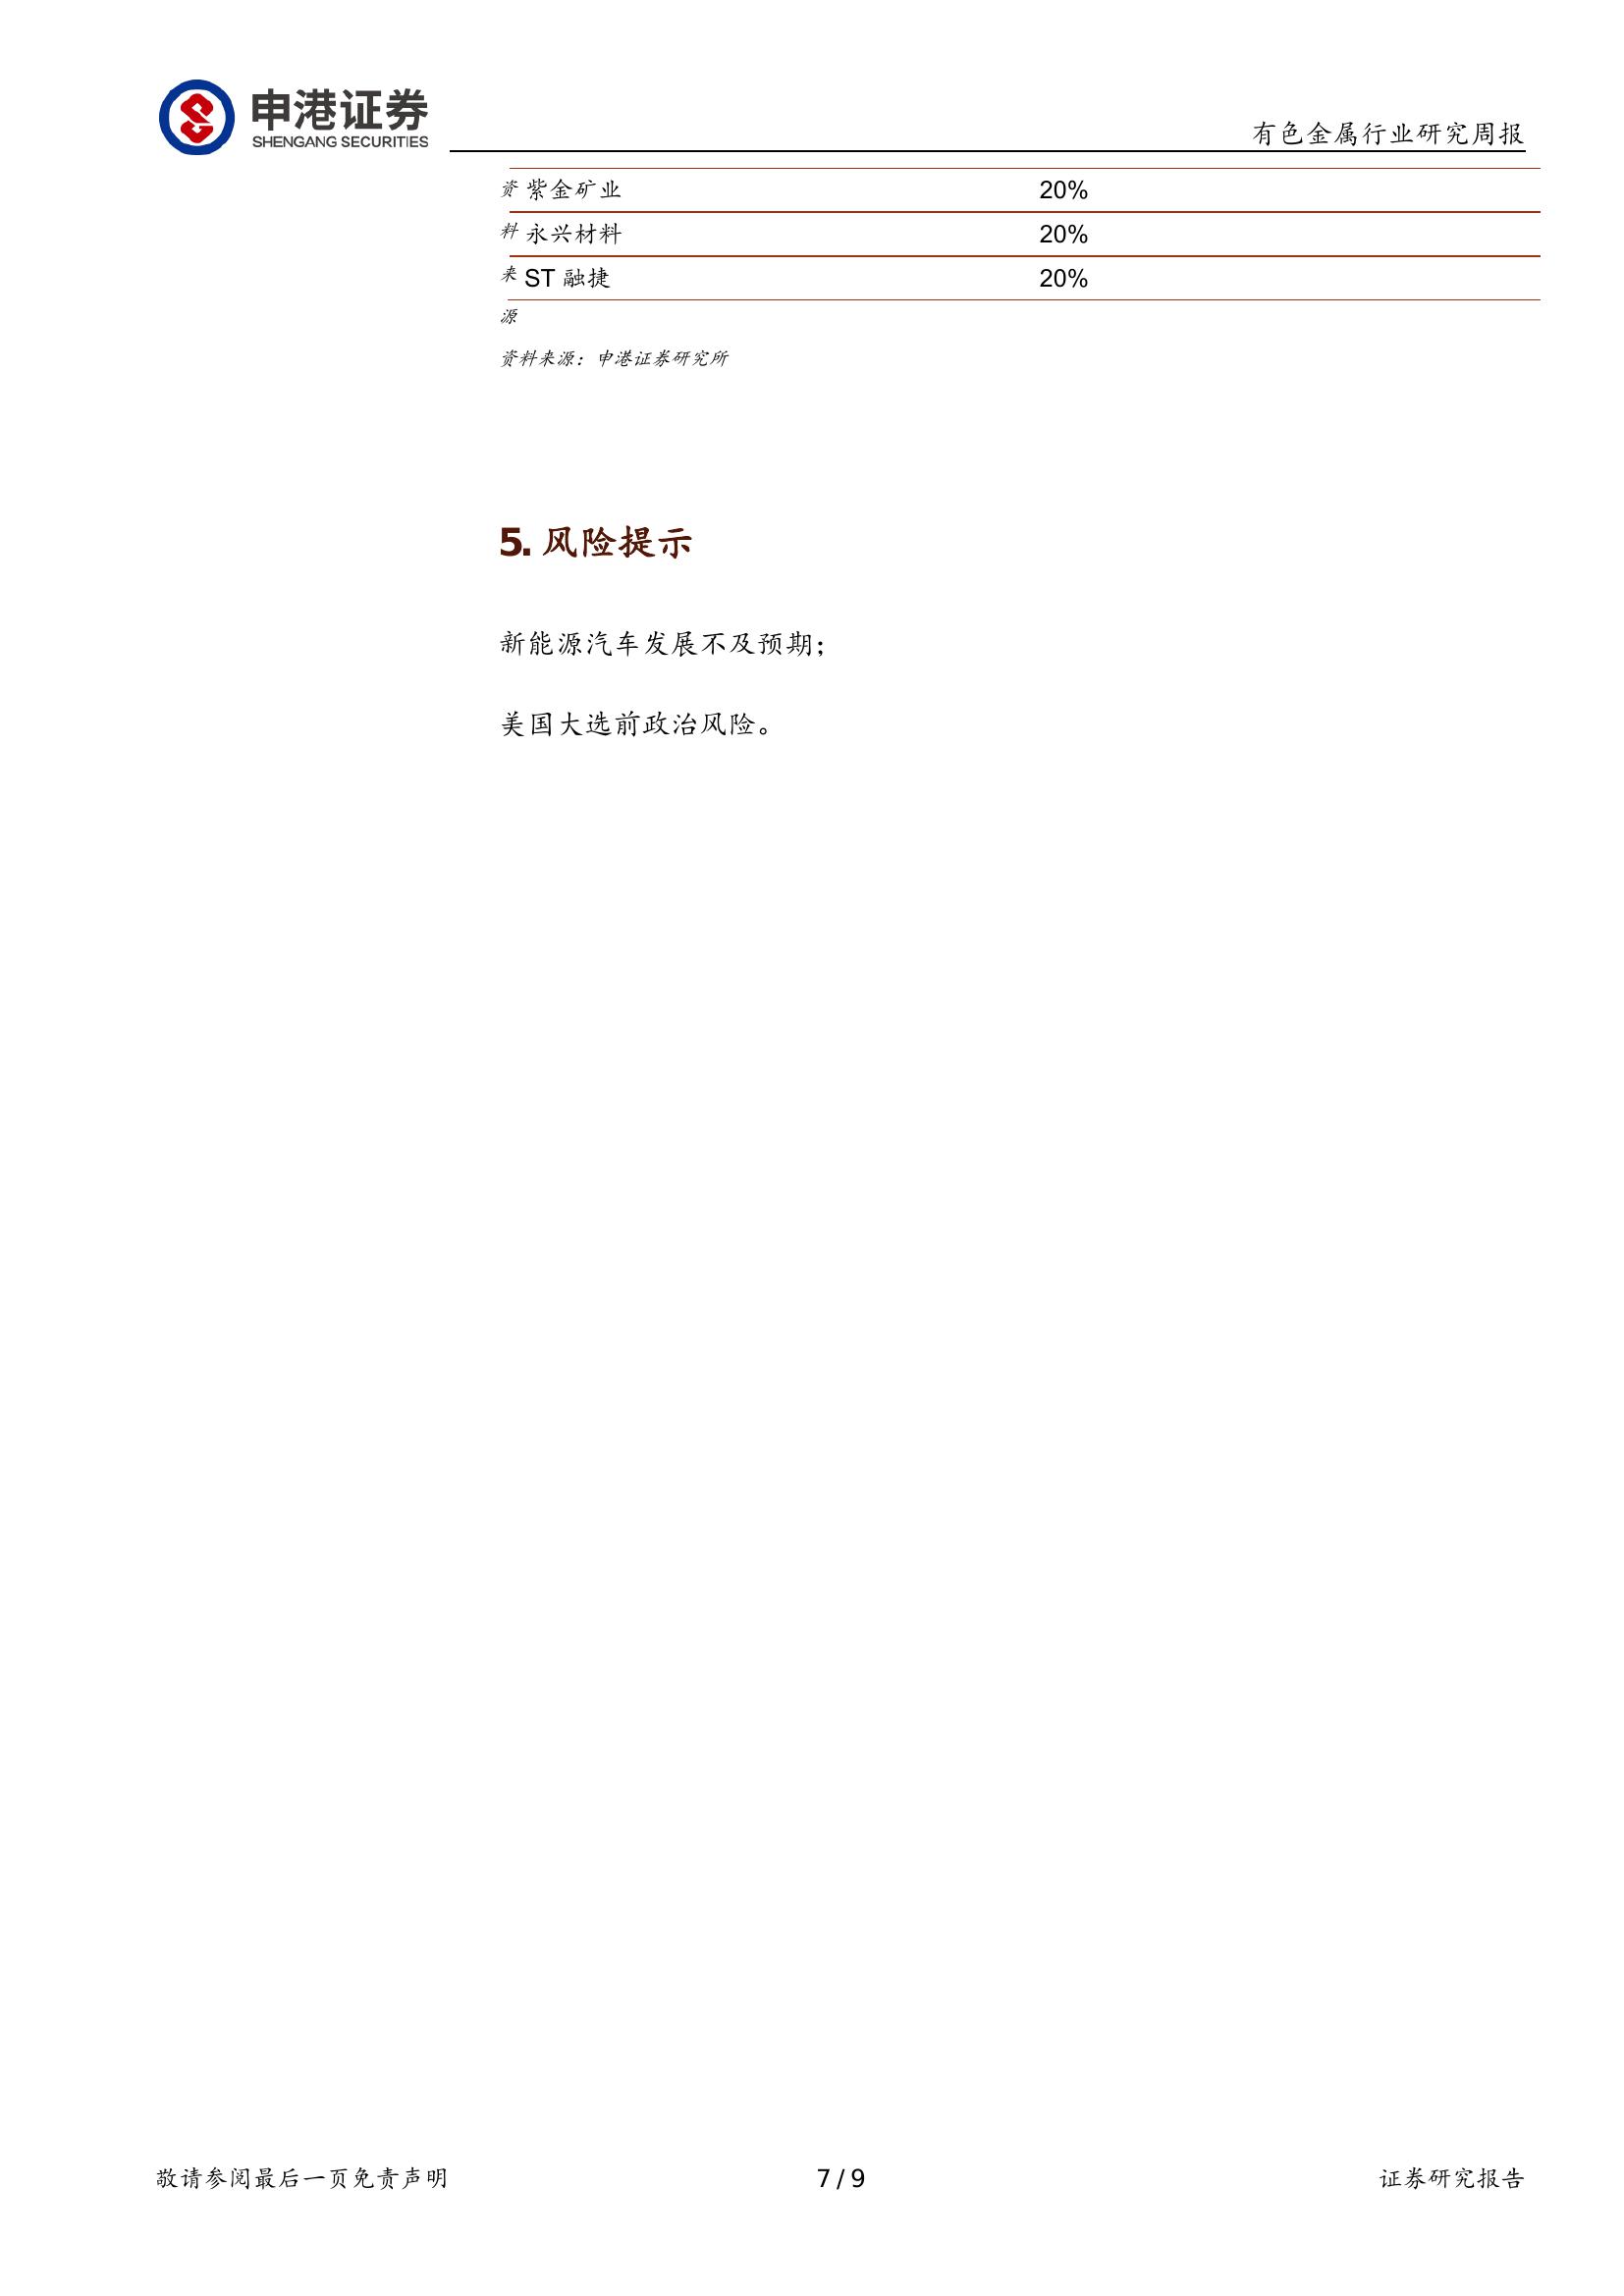 申港证券
SHENGANG SECURITIES
有色金属行业研究周报
资 紫金矿业 20%
料 永兴材料 20%
来 ST 融捷 20%
源
资料来源：申港证券研究所
5. 风险提示
新能源汽车发展不及预期；
美国大选前政治风险。
敬请参阅最后一页免责声明 7 / 9 证券研究报告